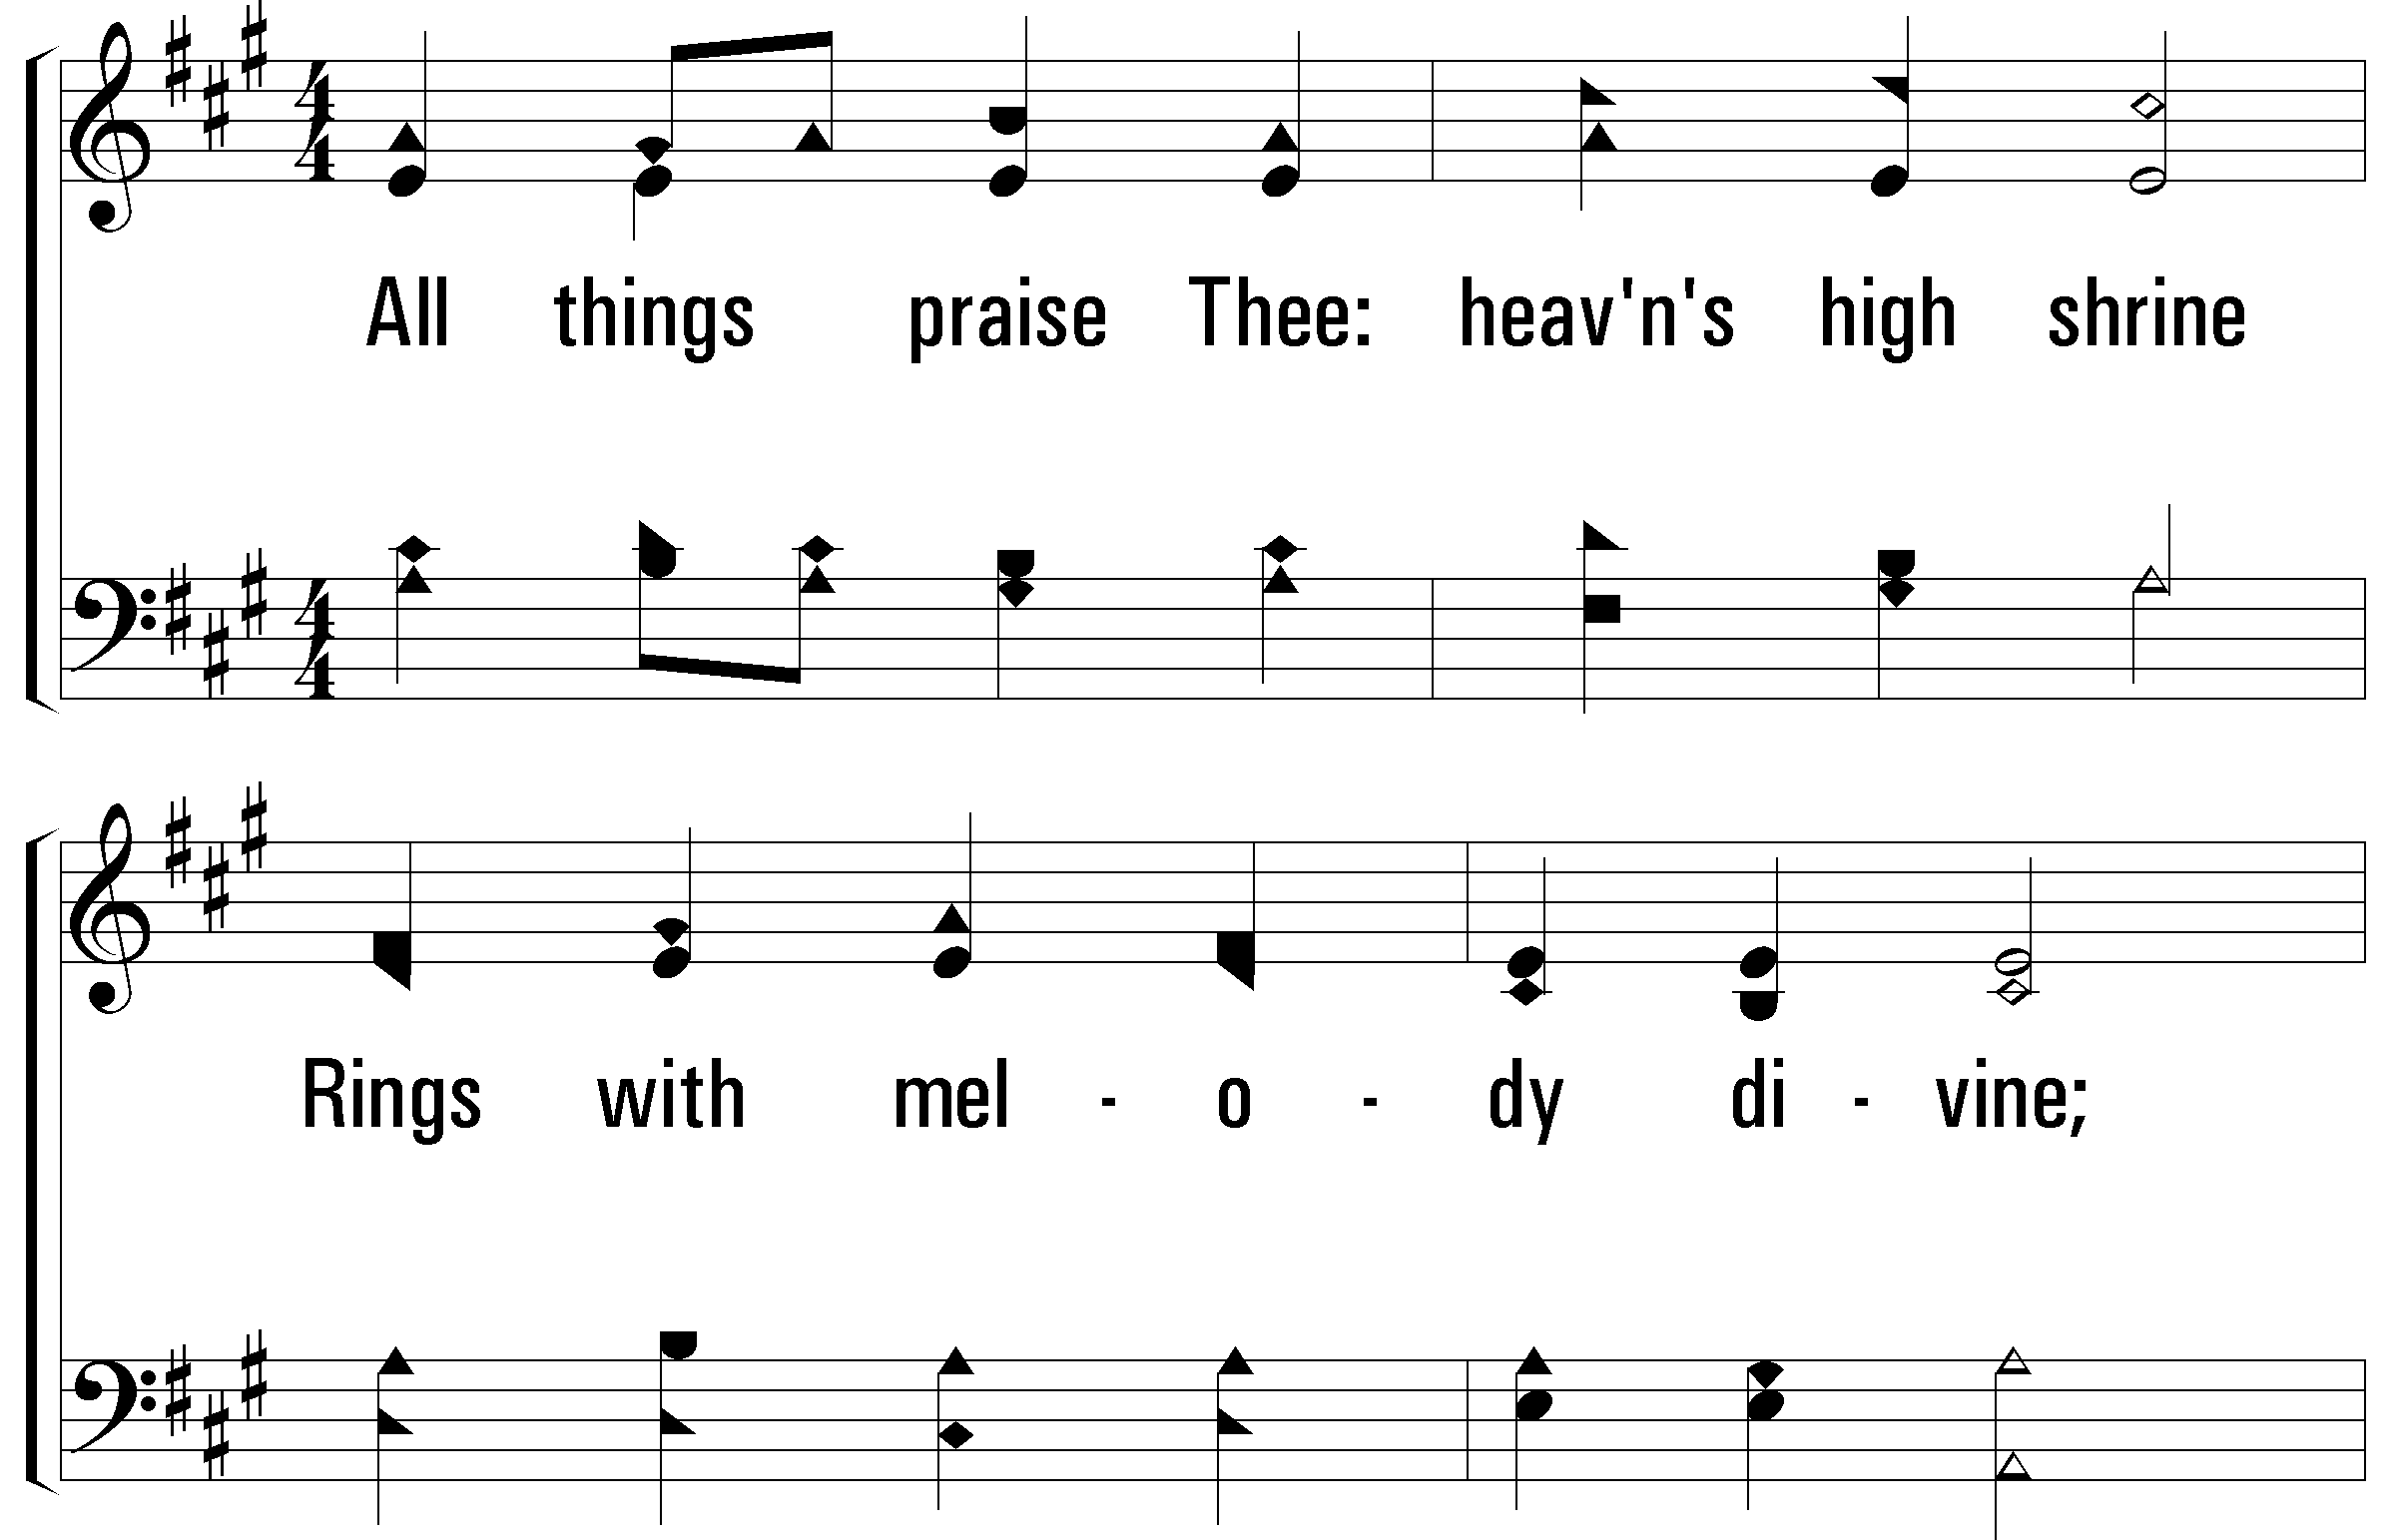 All things praise Thee: heav'n's high shrine
Rings with mel - o - dy di - vine;